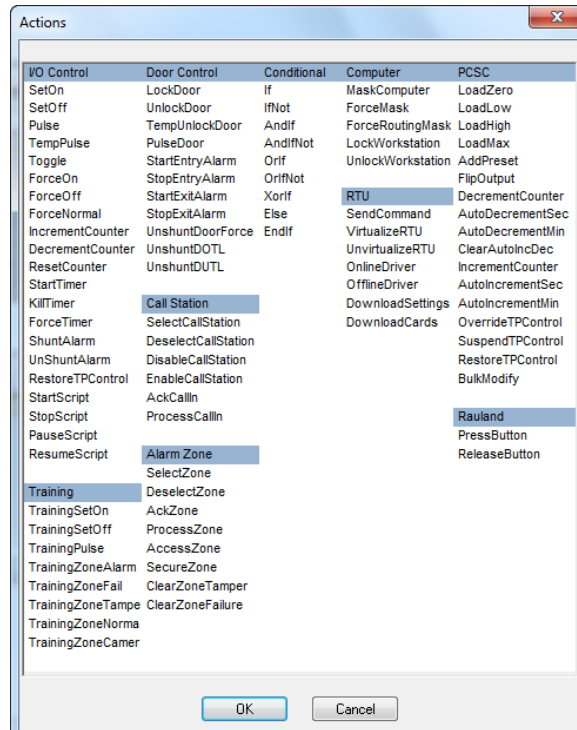 Actions
I/O Control
SetOn
SetOff
Pulse
TempPulse
Toggle
ForceOn
ForceOff
ForceNormal
IncrementCounter
DecrementCounter
ResetCounter
StartTimer
KillTimer
ForceTimer
ShuntAlarm
UnShuntAlarm
RestoreTPControl
StartScript
StopScript
PauseScript
ResumeScript
Training
TrainingSetOn
TrainingSetOff
TrainingPulse
TrainingZoneAlarm
TrainingZoneFail
TrainingZoneTampe
TrainingZoneNorma
TrainingZoneCamer
Door Control
LockDoor
UnlockDoor
TempUnlockDoor
PulseDoor
StartEntryAlarm
StopEntryAlarm
StartExitAlarm
StopExitAlarm
UnshuntDoorForce
UnshuntDOTL
UnshuntDUTL
Call Station
SelectCallStation
DeselectCallStation
DisableCallStation
EnableCallStation
AckCallIn
ProcessCallIn
Alarm Zone
SelectZone
DeselectZone
AckZone
ProcessZone
AccessZone
SecureZone
ClearZoneTamper
ClearZoneFailure
Conditional
If
IfNot
AndIf
AndIfNot
OrIf
OrIfNot
XorIf
Else
EndIf
Computer
MaskComputer
ForceMask
ForceRoutingMask
LockWorkstation
UnlockWorkstation
RTU
SendCommand
VirtualizeRTU
UnvirtualizeRTU
OnlineDriver
OfflineDriver
DownloadSettings
DownloadCards
PCSC
LoadZero
LoadLow
LoadHigh
LoadMax
AddPreset
FlipOutput
DecrementCounter
AutoDecrementSec
AutoDecrementMin
ClearAutoIncDec
IncrementCounter
AutoIncrementSec
AutoIncrementMin
OverrideTPControl
SuspendTPControl
RestoreTPControl
BulkModify
Rauland
PressButton
ReleaseButton
OK
Cancel